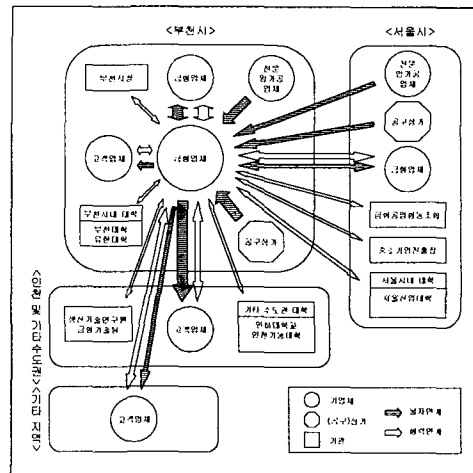 <부천시>
<서울시>
부천시청
금형업체
전문
임가공
업체
전문
임가공
업체
공구상가
고객업체
금형업체
금형업체
부천시내 대학
부천대학
유한대학
공구상가
금형공업협동조합
중소기업진흥청
서울시내 대학
서울산업대학
<인천 및 기타수도권>
생산기술연구원
금형기술팀
고객업체
기타 수도권 대학
인하대학교
인천기능대학
<기타 지역>
고객업체
기업체
(공구)상가
기관
물자연계
협력연계